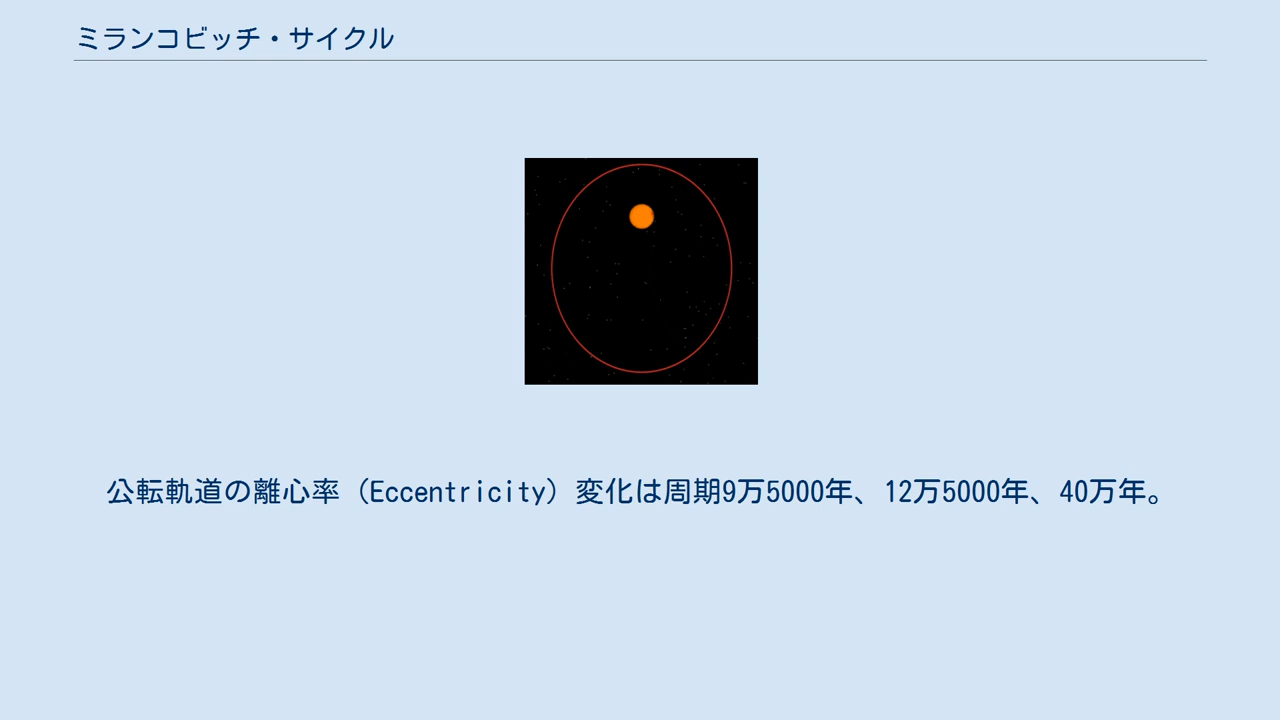 ミランコビッチ・サイクル
公転軌道の離心率（Eccentricity）変化は周期9万5000年、12万5000年、40万年。